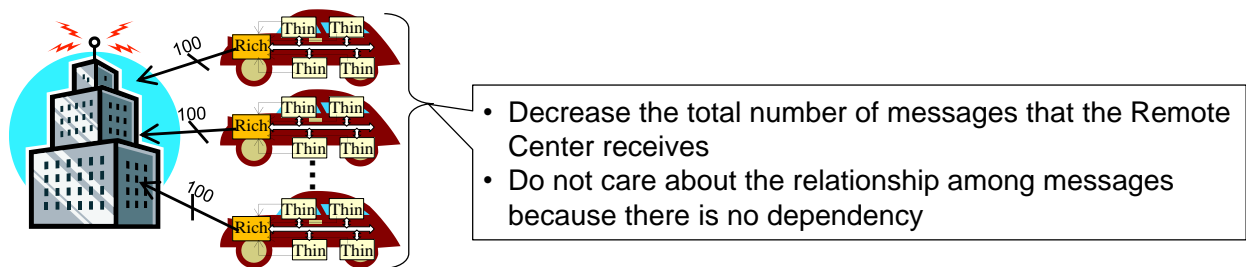 100
Thin Thin
Rich
Thin Thin
100
Thin Thin
Rich
Thin Thin
100
Thin Thin
Rich
Thin Thin
• Decrease the total number of messages that the Remote
Center receives
• Do not care about the relationship among messages
because there is no dependency